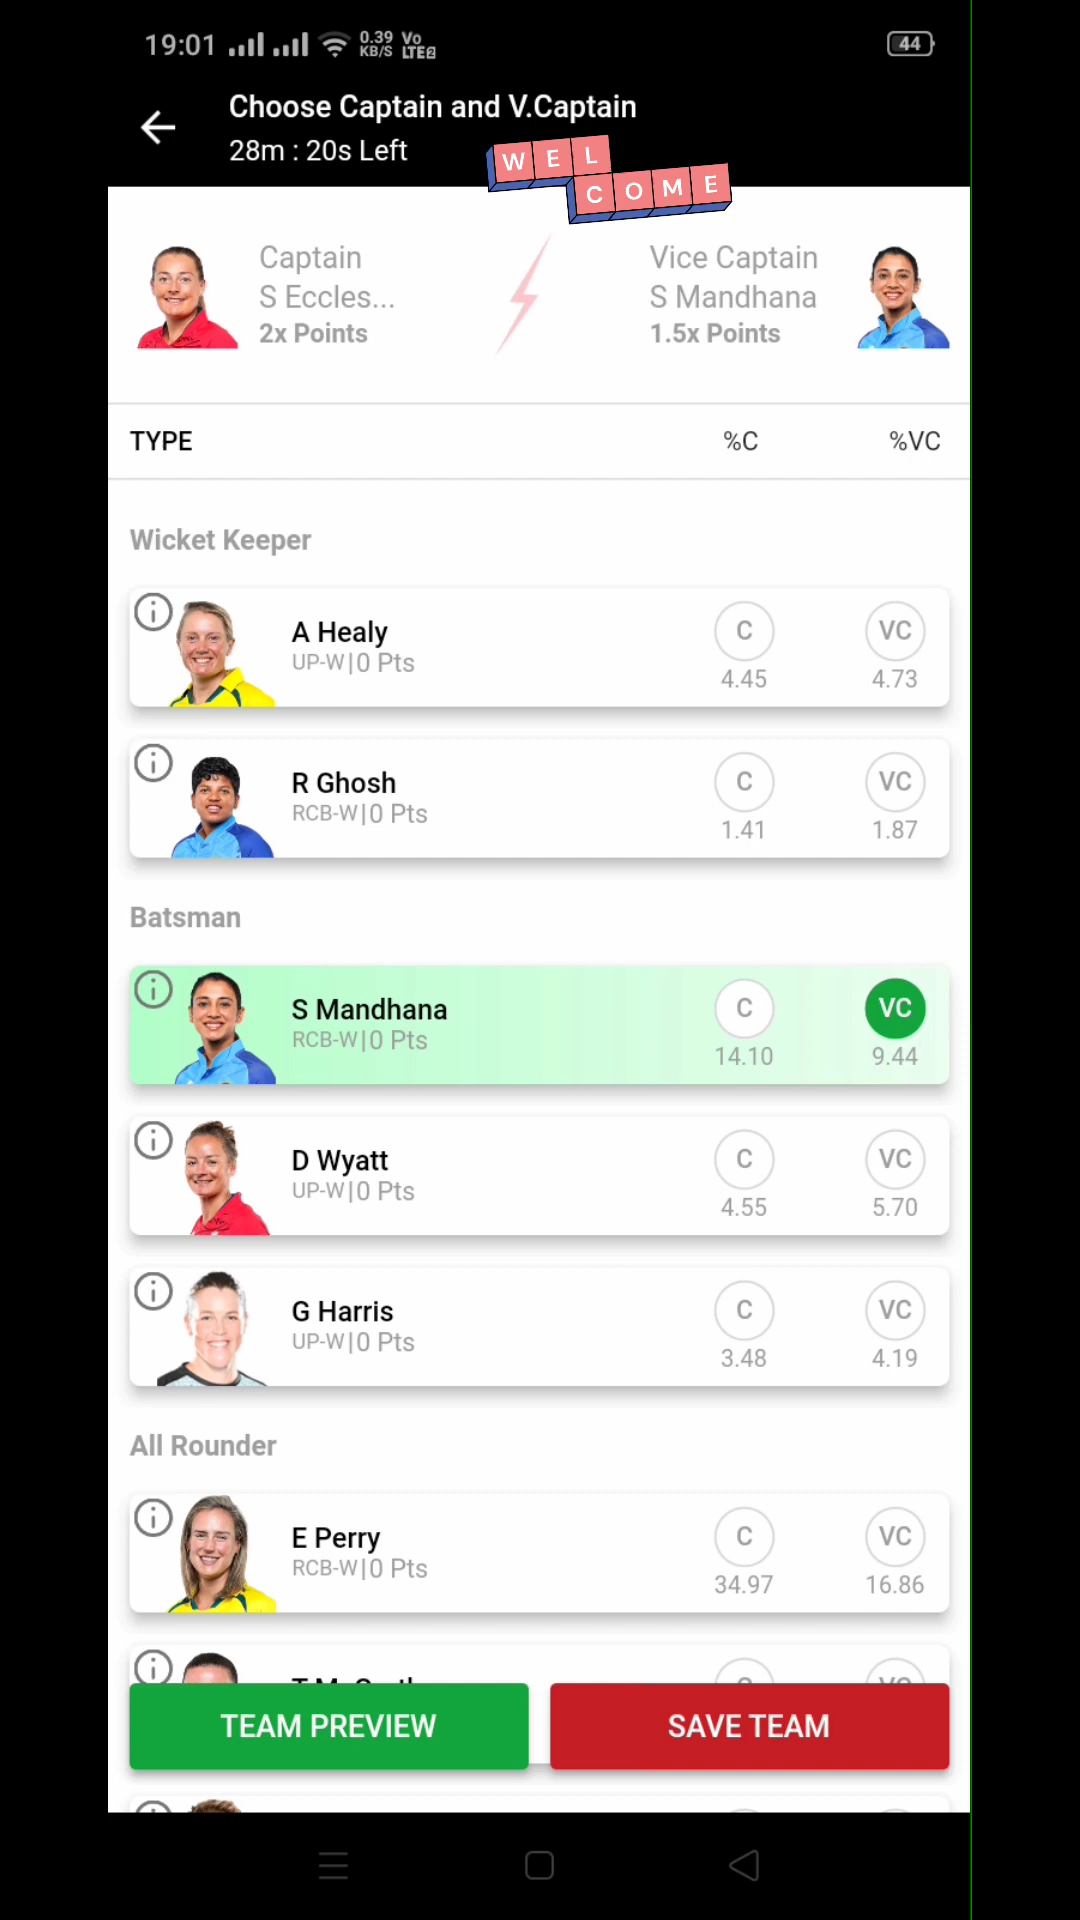 19:01 0.39 KB/S Vo LTE2 44
Choose Captain and V.Captain
28m : 20s Left
WEL
COME
Captain
S Eccles...
2x Points
Vice Captain
S Mandhana
1.5x Points
TYPE %C %VC
Wicket Keeper
A Healy C VC
UP-W|0 Pts 4.45 4.73
R Ghosh C VC
RCB-W|0 Pts 1.41 1.87
Batsman
S Mandhana C VC
RCB-W|0 Pts 14.10 9.44
D Wyatt C VC
UP-W|0 Pts 4.55 5.70
G Harris C VC
UP-W|0 Pts 3.48 4.19
All Rounder
E Perry C VC
RCB-W|0 Pts 34.97 16.86
TEAM PREVIEW SAVE TEAM